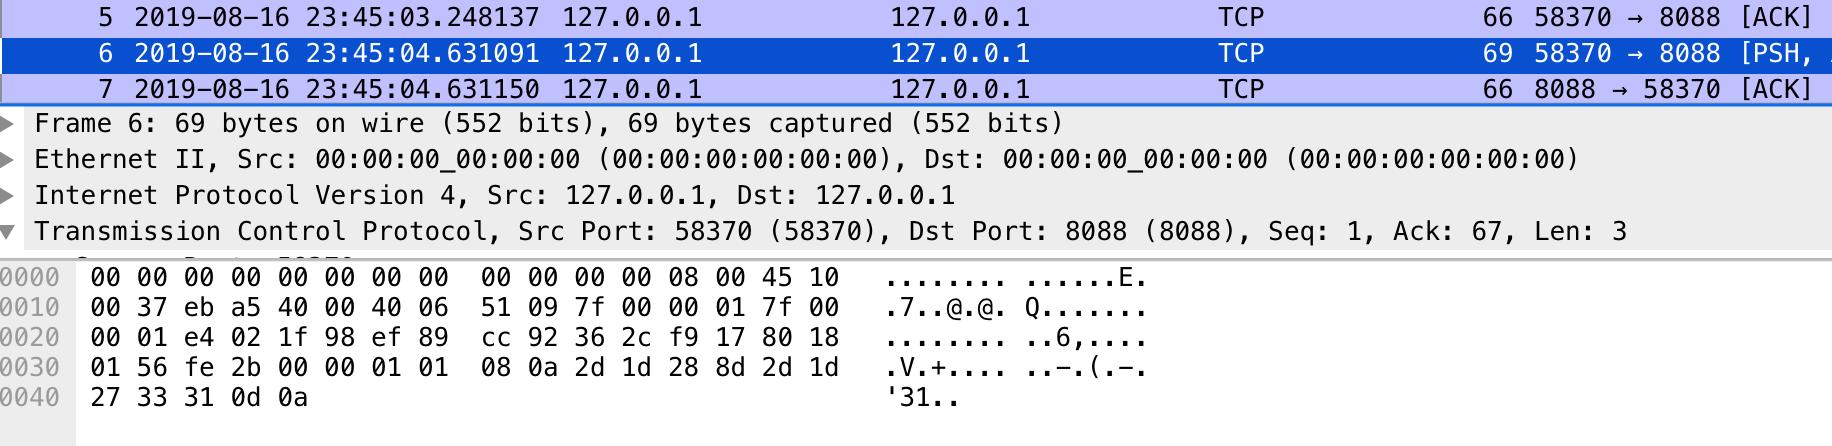 5 2019-08-16 23:45:03.248137 127.0.0.1 127.0.0.1 TCP 66 58370 → 8088 [ACK]
6 2019-08-16 23:45:04.631091 127.0.0.1 127.0.0.1 TCP 69 58370 → 8088 [PSH,
7 2019-08-16 23:45:04.631150 127.0.0.1 127.0.0.1 TCP 66 8088 → 58370 [ACK]
Frame 6: 69 bytes on wire (552 bits), 69 bytes captured (552 bits)
Ethernet II, Src: 00:00:00_00:00:00 (00:00:00:00:00:00), Dst: 00:00:00_00:00:00 (00:00:00:00:00:00)
Internet Protocol Version 4, Src: 127.0.0.1, Dst: 127.0.0.1
Transmission Control Protocol, Src Port: 58370 (58370), Dst Port: 8088 (8088), Seq: 1, Ack: 67, Len: 3
0000 00 00 00 00 00 00 00 00 00 00 00 00 08 00 45 10 ........ ......E.
0010 00 37 eb a5 40 00 40 06 51 09 7f 00 00 01 7f 00 .7..@.@. Q.......
0020 00 01 e4 02 1f 98 ef 89 cc 92 36 2c f9 17 80 18 ........ ..6,....
0030 01 56 fe 2b 00 00 01 01 08 0a 2d 1d 28 8d 2d 1d .V.+.... ..-.(.-.
0040 27 33 31 0d 0a '31..